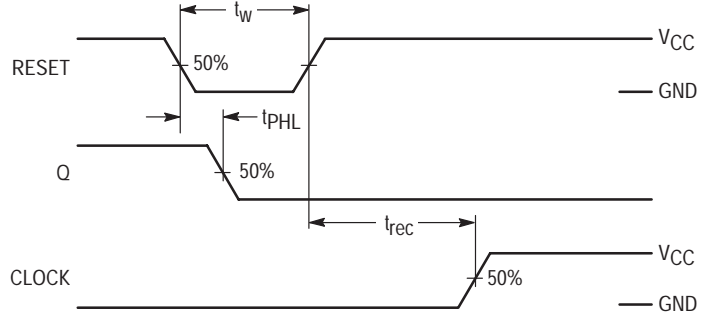 tw
VCC
RESET
50%
GND
tPHL
Q
50%
trec
VCC
CLOCK
50%
GND